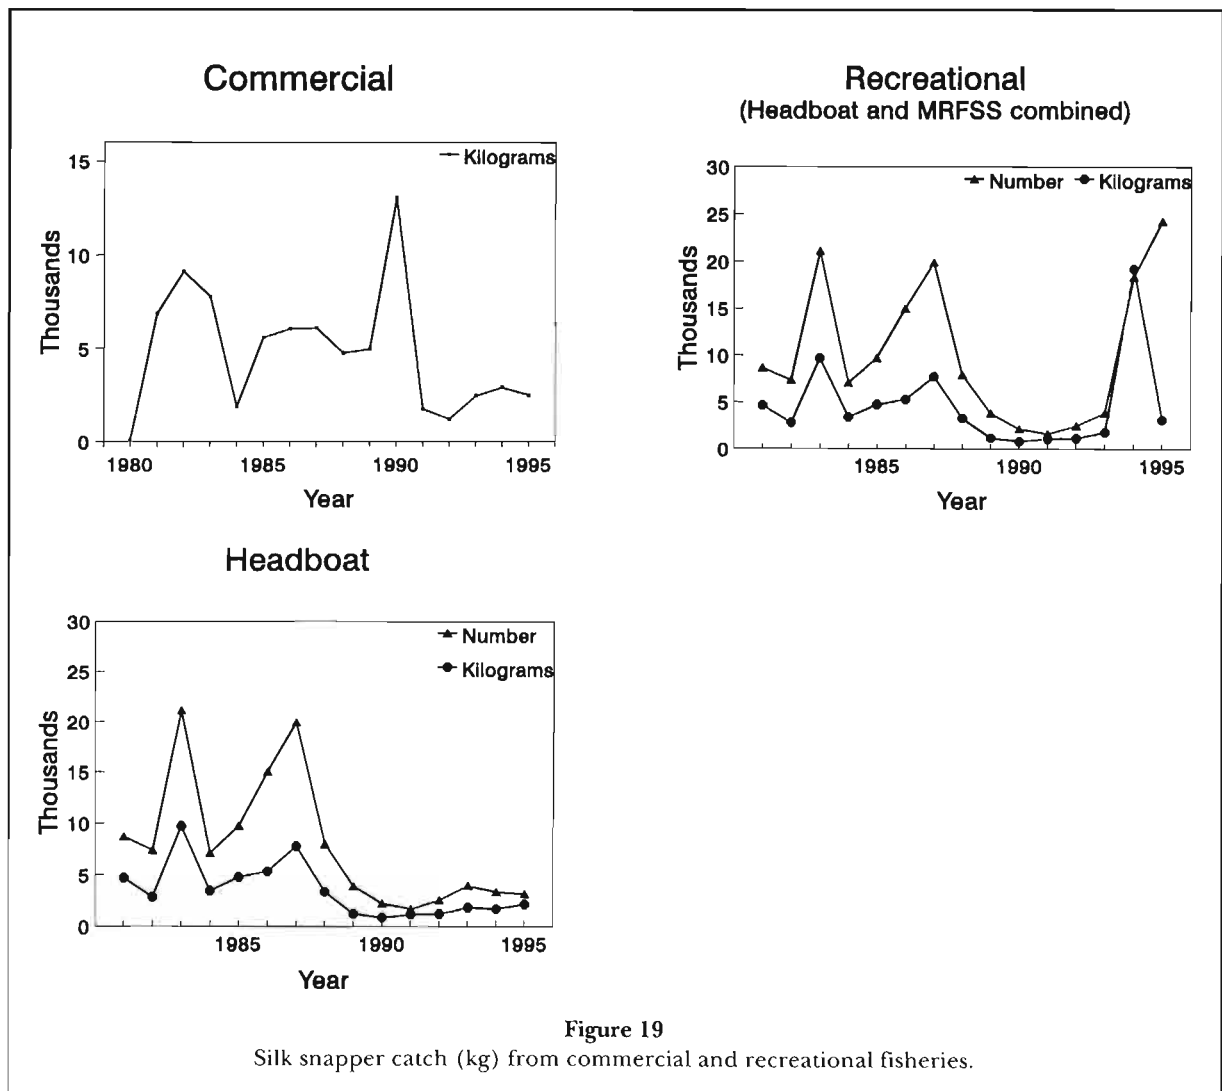 Commercial
Kilograms
15
10
5
0
Thousands
1980 1985 1990 1995
Year
Recreational
(Headboat and MRFSS combined)
Number Kilograms
30
25
20
15
10
5
0
Thousands
1985 1990 1995
Year
Headboat
Number
Kilograms
30
25
20
15
10
5
0
Thousands
1985 1990 1995
Year
Figure 19
Silk snapper catch (kg) from commercial and recreational fisheries.